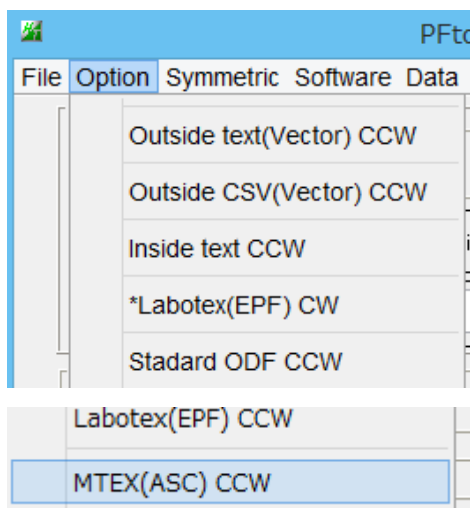 PFto
File Option Symmetric Software Data
Outside text(Vector) CCW
Outside CSV(Vector) CCW
Inside text CCW
*Labotex(EPF) CW
Stadard ODF CCW
Labotex(EPF) CCW
MTEX(ASC) CCW